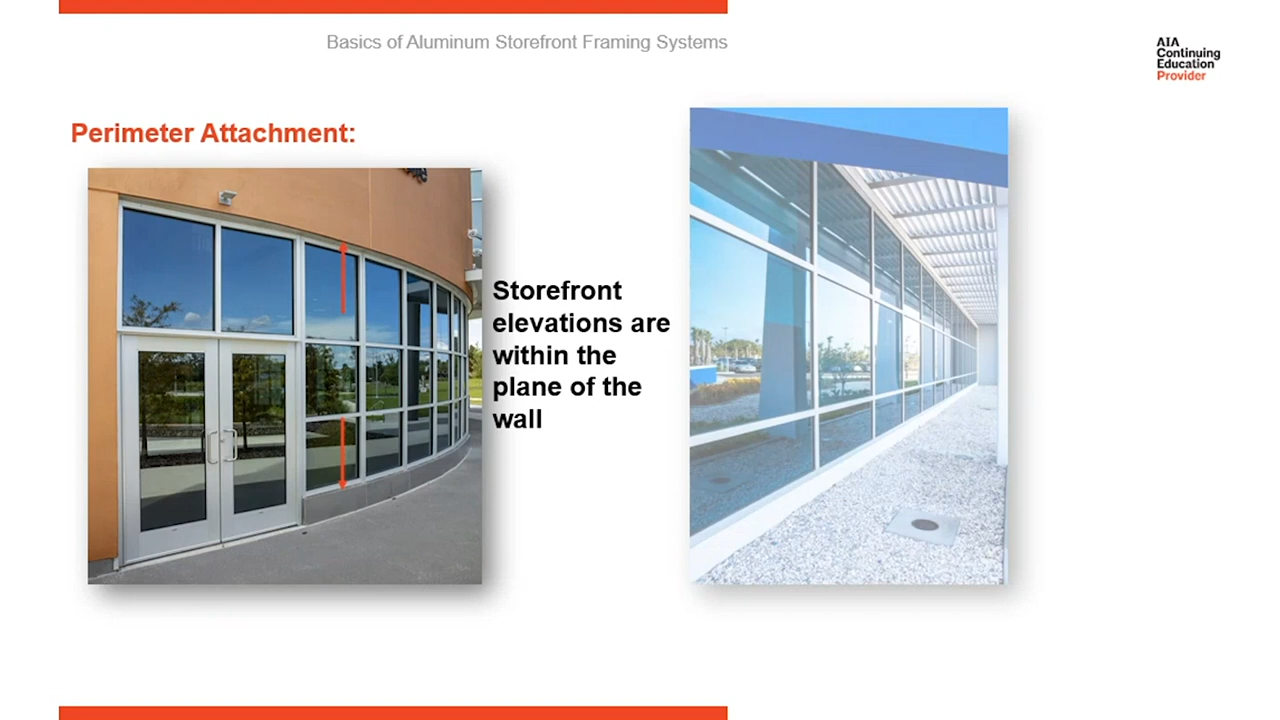 Basics of Aluminum Storefront Framing Systems
AIA
Continuing
Education
Provider
Perimeter Attachment:
Storefront
elevations are
within the
plane of the
wall